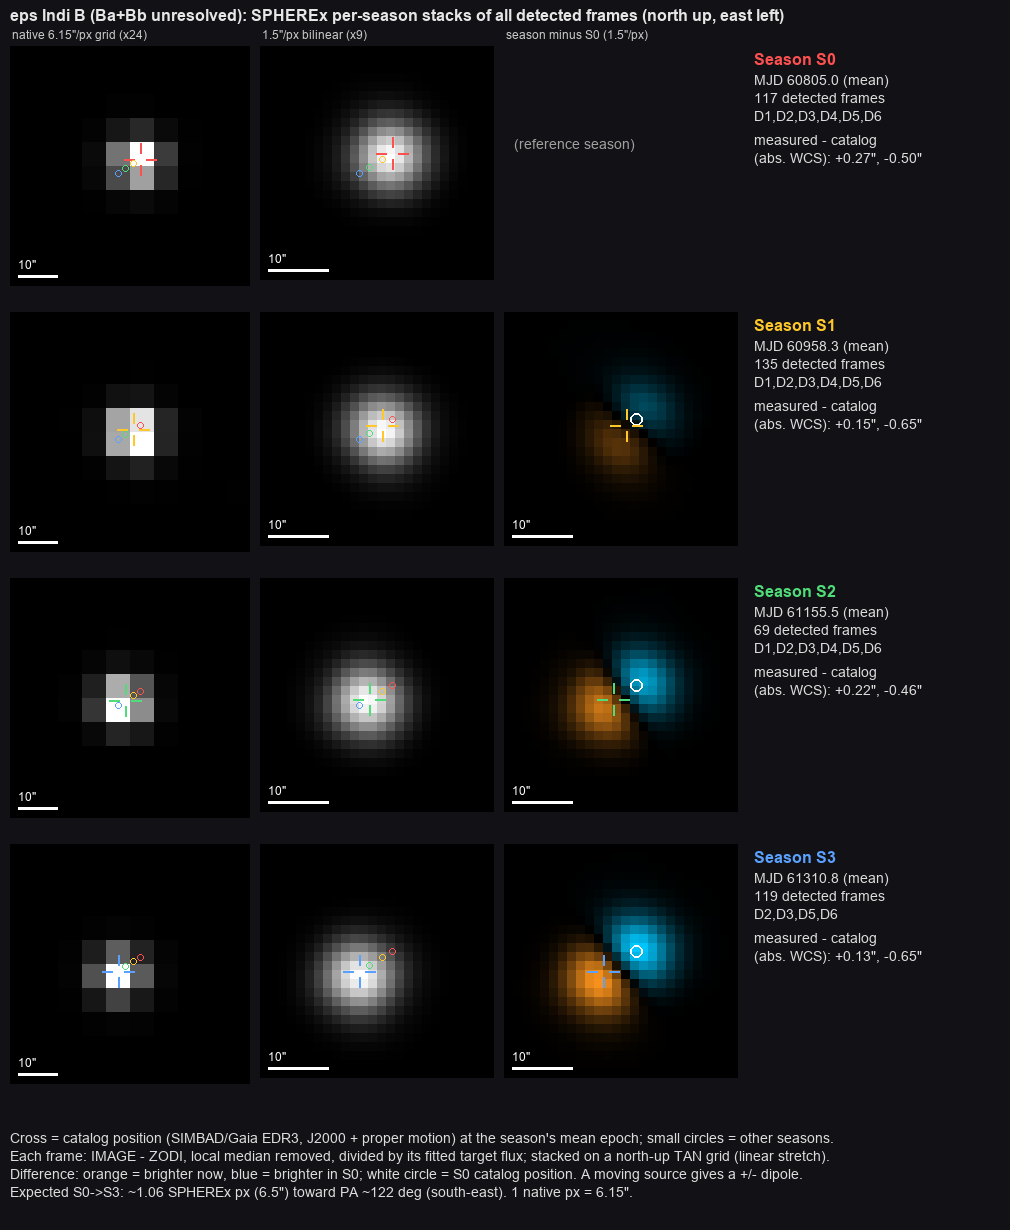 eps Indi B (Ba+Bb unresolved): SPHEREx per-season stacks of all detected frames (north up, east left)
native 6.15"/px grid (x24)
1.5"/px bilinear (x9)
season minus S0 (1.5"/px)
10"
10"
(reference season)
Season S0
MJD 60805.0 (mean)
117 detected frames
D1,D2,D3,D4,D5,D6
measured - catalog
(abs. WCS): +0.27", -0.50"
10"
10"
10"
Season S1
MJD 60958.3 (mean)
135 detected frames
D1,D2,D3,D4,D5,D6
measured - catalog
(abs. WCS): +0.15", -0.65"
10"
10"
10"
Season S2
MJD 61155.5 (mean)
69 detected frames
D1,D2,D3,D4,D5,D6
measured - catalog
(abs. WCS): +0.22", -0.46"
10"
10"
10"
Season S3
MJD 61310.8 (mean)
119 detected frames
D2,D3,D5,D6
measured - catalog
(abs. WCS): +0.13", -0.65"
Cross = catalog position (SIMBAD/Gaia EDR3, J2000 + proper motion) at the season's mean epoch; small circles = other seasons.
Each frame: IMAGE - ZODI, local median removed, divided by its fitted target flux; stacked on a north-up TAN grid (linear stretch).
Difference: orange = brighter now, blue = brighter in S0; white circle = S0 catalog position. A moving source gives a +/- dipole.
Expected S0->S3: ~1.06 SPHEREx px (6.5") toward PA ~122 deg (south-east). 1 native px = 6.15".